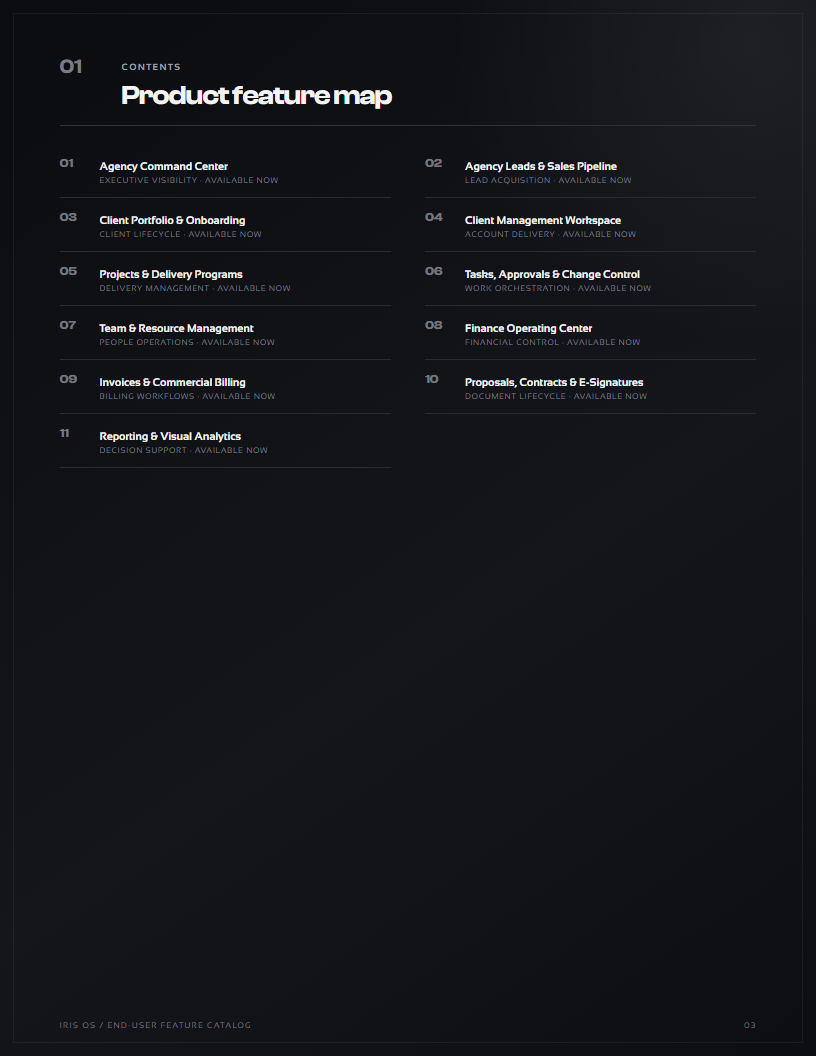 01
CONTENTS
Product feature map
01
Agency Command Center
EXECUTIVE VISIBILITY · AVAILABLE NOW
02
Agency Leads & Sales Pipeline
LEAD ACQUISITION · AVAILABLE NOW
03
Client Portfolio & Onboarding
CLIENT LIFECYCLE · AVAILABLE NOW
04
Client Management Workspace
ACCOUNT DELIVERY · AVAILABLE NOW
05
Projects & Delivery Programs
DELIVERY MANAGEMENT · AVAILABLE NOW
06
Tasks, Approvals & Change Control
WORK ORCHESTRATION · AVAILABLE NOW
07
Team & Resource Management
PEOPLE OPERATIONS · AVAILABLE NOW
08
Finance Operating Center
FINANCIAL CONTROL · AVAILABLE NOW
09
Invoices & Commercial Billing
BILLING WORKFLOWS · AVAILABLE NOW
10
Proposals, Contracts & E-Signatures
DOCUMENT LIFECYCLE · AVAILABLE NOW
11
Reporting & Visual Analytics
DECISION SUPPORT · AVAILABLE NOW
IRIS OS / END-USER FEATURE CATALOG
03